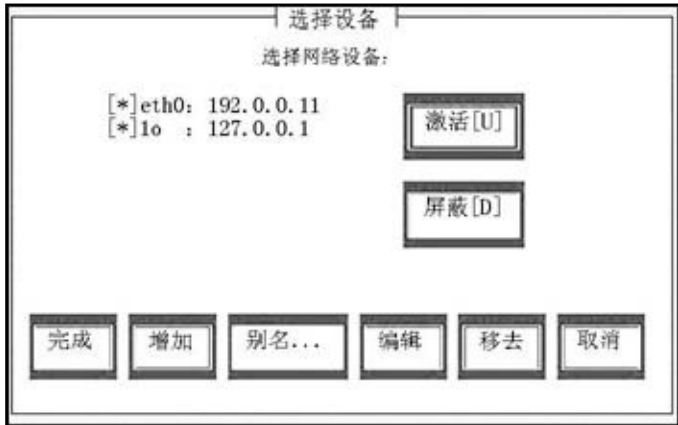 选择设备
选择网络设备:
[*]eth0: 192.0.0.11
[*]lo : 127.0.0.1
激活[U]
屏蔽[D]
完成 增加 别名... 编辑 移去 取消